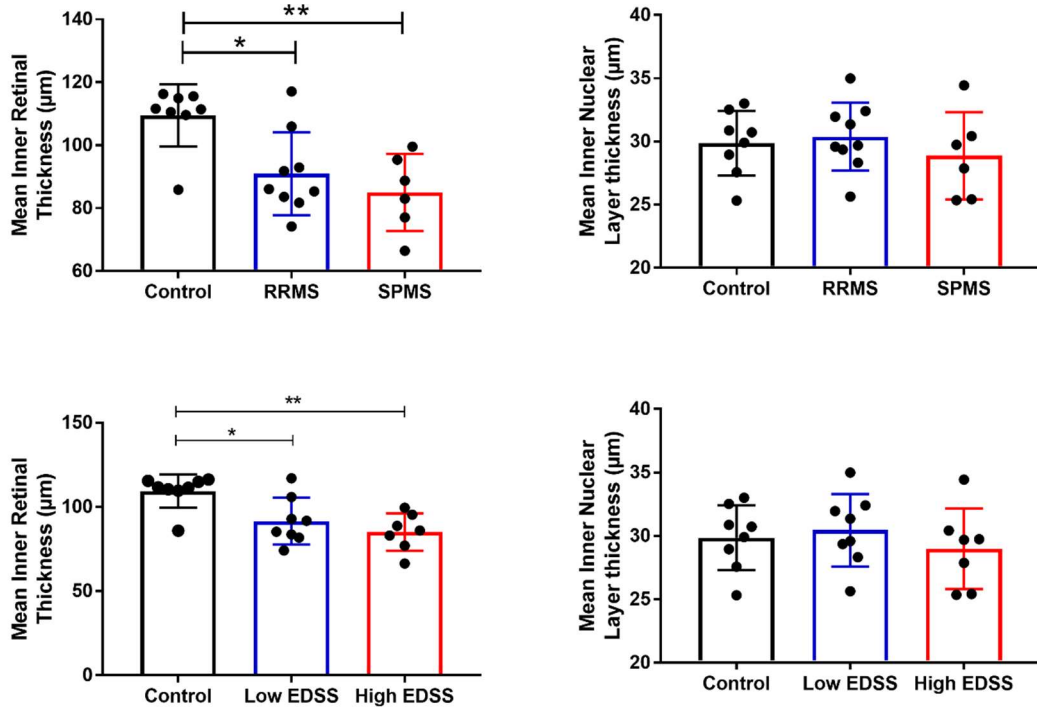 **
*
140
120
100
80
60
Mean Inner Retinal
Thickness (µm)
Control RRMS SPMS
40
35
30
25
20
Mean Inner Nuclear
Layer thickness (µm)
Control RRMS SPMS
**
*
150
100
50
0
Mean Inner Retinal
Thickness (µm)
Control Low EDSS High EDSS
40
35
30
25
20
Mean Inner Nuclear
Layer thickness (µm)
Control Low EDSS High EDSS